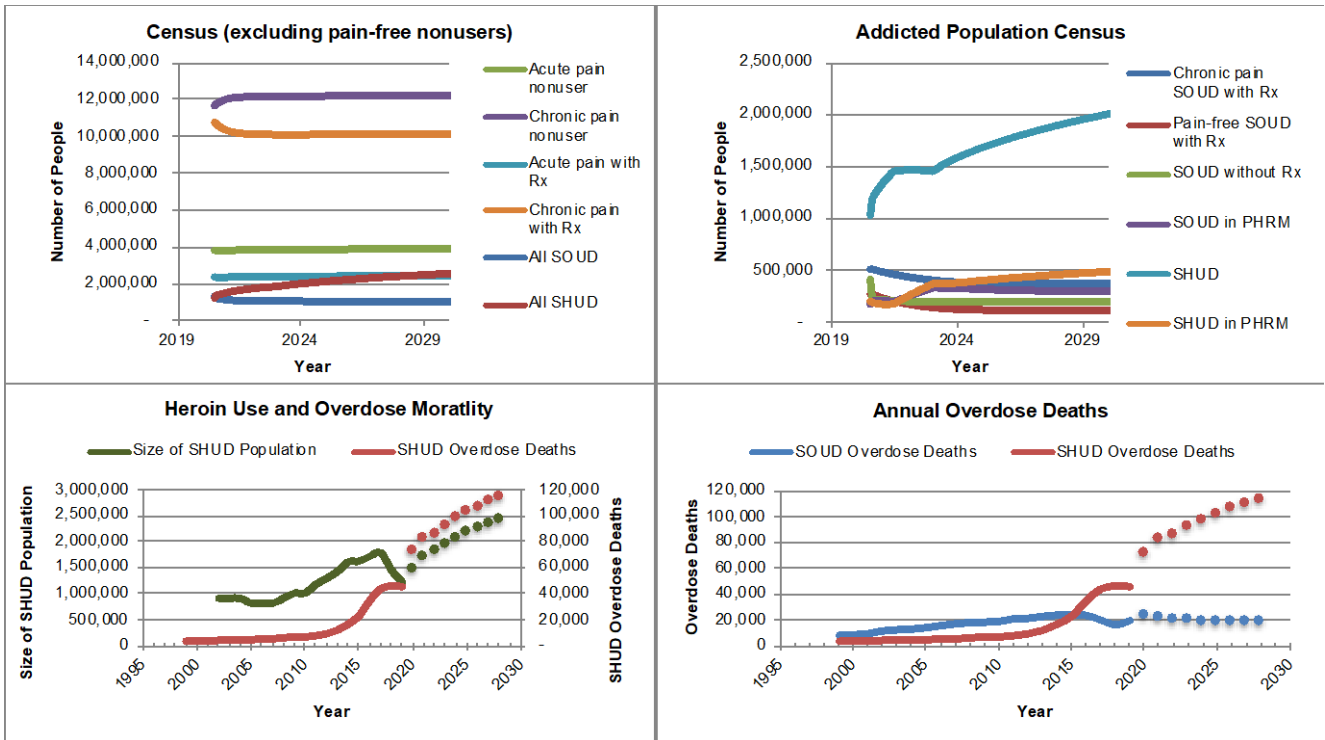 Census (excluding pain-free nonusers)
14,000,000
12,000,000
10,000,000
8,000,000
6,000,000
4,000,000
2,000,000
-
Number of People
2019
2024
2029
Year
Acute pain
nonuser
Chronic pain
nonuser
Acute pain with
Rx
Chronic pain
with Rx
All SOUD
All SHUD
Addicted Population Census
2,500,000
2,000,000
1,500,000
1,000,000
500,000
-
Number of People
2019
2024
2029
Year
Chronic pain
SOUD with Rx
Pain-free SOUD
with Rx
SOUD without Rx
SOUD in PHRM
SHUD
SHUD in PHRM
Heroin Use and Overdose Moratlity
Size of SHUD Population
SHUD Overdose Deaths
3,000,000
2,500,000
2,000,000
1,500,000
1,000,000
500,000
0
Size of SHUD Population
120,000
100,000
80,000
60,000
40,000
20,000
-
SHUD Overdose Deaths
1995
2000
2005
2010
2015
2020
2025
2030
Year
Annual Overdose Deaths
SOUD Overdose Deaths
SHUD Overdose Deaths
120,000
100,000
80,000
60,000
40,000
20,000
0
Overdose Deaths
1995
2000
2005
2010
2015
2020
2025
2030
Year